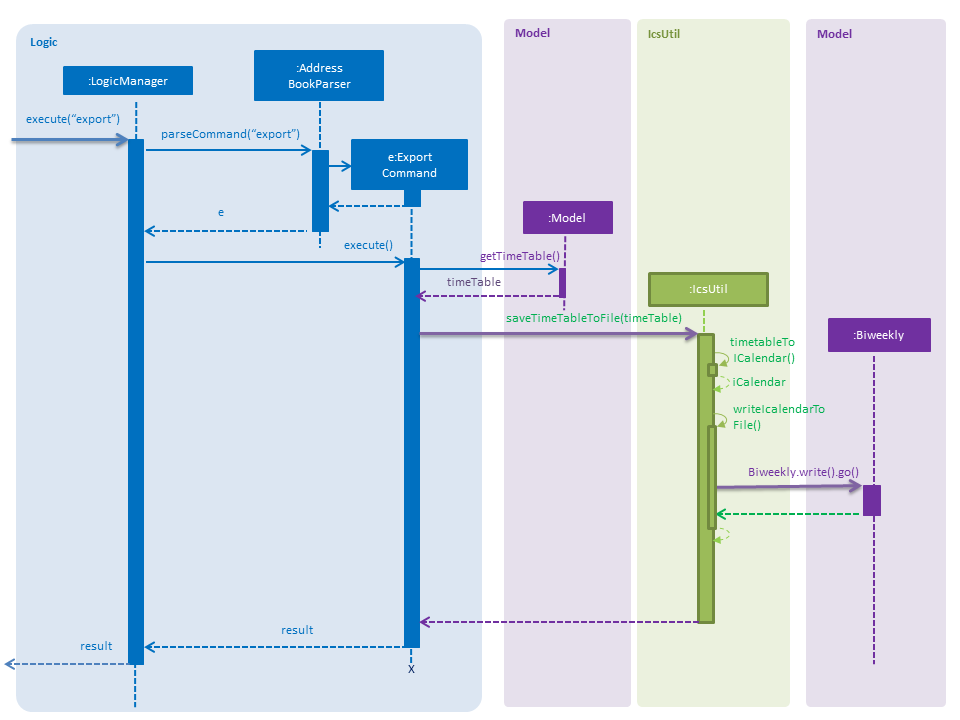 Logic
Model
IcsUtil
Model
:LogicManager
:Address
BookParser
execute(“export”)
parseCommand(“export”)
e:Export
Command
e
:Model
execute()
getTimeTable()
timeTable
:IcsUtil
saveTimeTableToFile(timeTable)
:Biweekly
timetableTo
ICalendar()
iCalendar
writeIcalendarTo
File()
Biweekly.write().go()
result
result
X